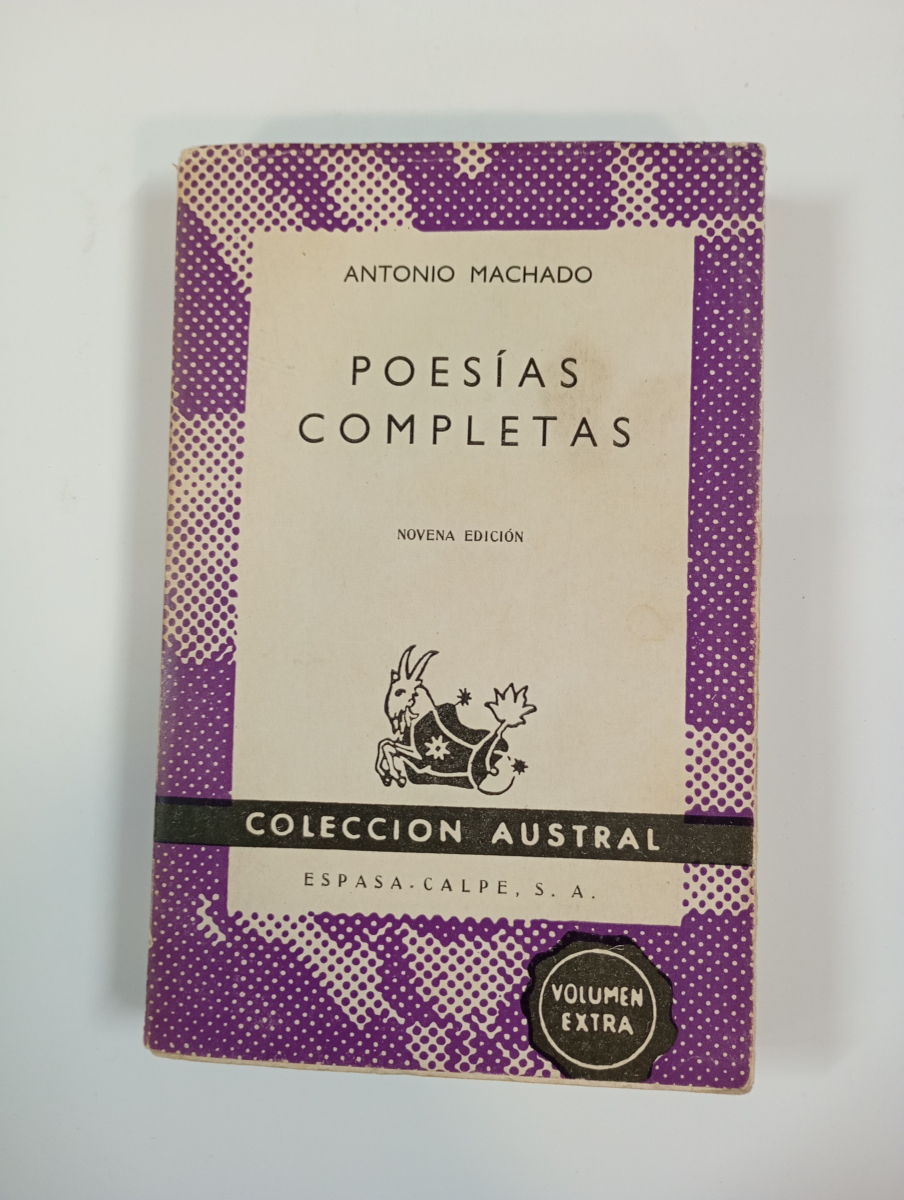 ANTONIO MACHADO
POESÍAS
COMPLETAS
NOVENA EDICIÓN
COLECCION AUSTRAL
ESPASA-CALPE, S. A.
VOLUMEN
EXTRA